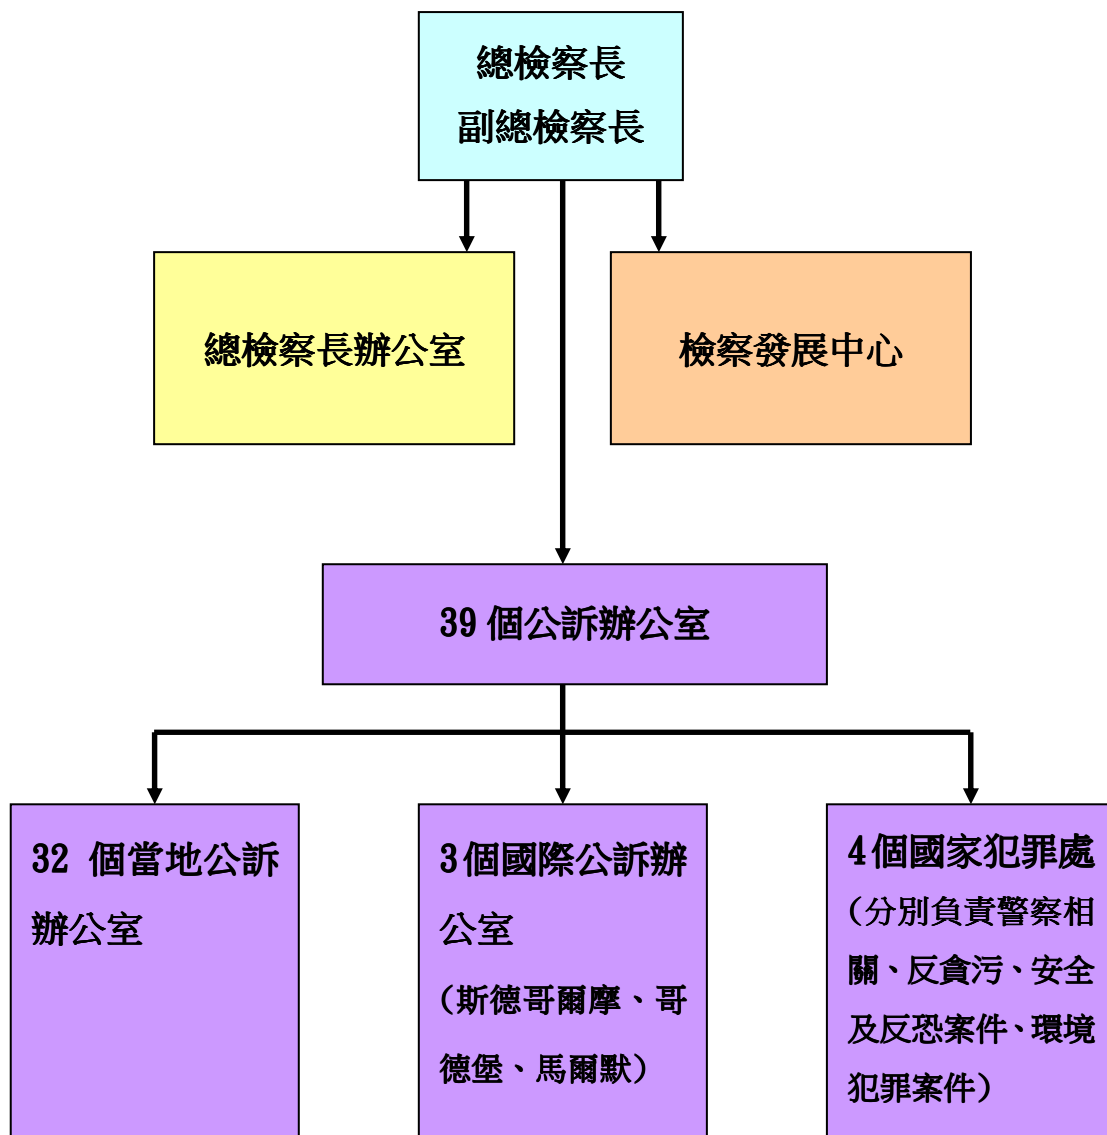 總檢察長
副總檢察長
總檢察長辦公室
檢察發展中心
39 個公訴辦公室
32 個當地公訴
辦公室
3個國際公訴辦
公室
（斯德哥爾摩、哥
德堡、馬爾默）
4個國家犯罪處
（分別負責警察相
關、反貪污、安全
及反恐案件、環境
犯罪案件）